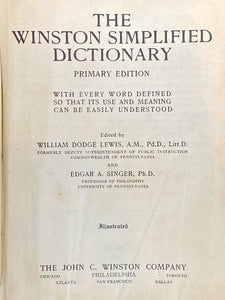 THE
WINSTON SIMPLIFIED
DICTIONARY
PRIMARY EDITION
WITH EVERY WORD DEFINED
SO THAT ITS USE AND MEANING
CAN BE EASILY UNDERSTOOD
Edited by
WILLIAM DODGE LEWIS, A.M., Pd.D., Litt.D.
FORMERLY DEPUTY SUPERINTENDENT OF PUBLIC INSTRUCTION
COMMONWEALTH OF PENNSYLVANIA
AND
EDGAR A. SINGER, Ph.D.
PROFESSOR OF PHILOSOPHY
UNIVERSITY OF PENNSYLVANIA
Illustrated
THE JOHN C. WINSTON COMPANY
CHICAGO PHILADELPHIA TORONTO
ATLANTA SAN FRANCISCO DALLAS